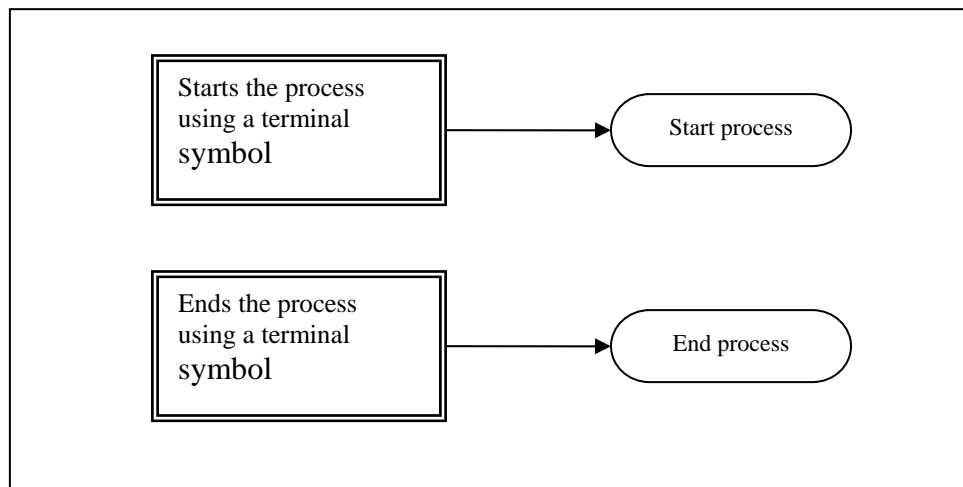 Starts the process
using a terminal
symbol
Start process
Ends the process
using a terminal
symbol
End process